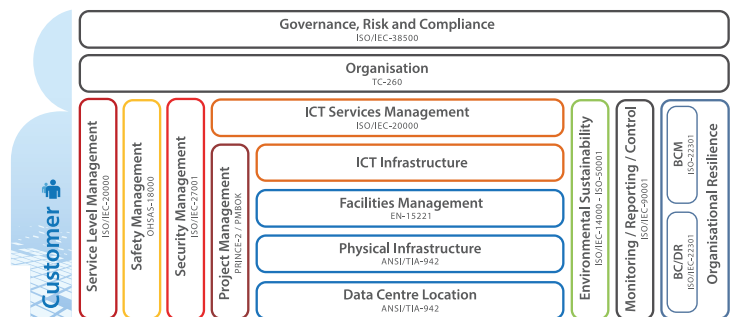 Governance, Risk and Compliance
ISO/IEC-38500
Organisation
TC-260
Customer
Service Level Management
ISO/IEC-20000
Safety Management
OHSAS-18000
Security Management
ISO/IEC-27001
ICT Services Management
ISO/IEC-20000
Project Management
PRINCE-2 / PMBOK
ICT Infrastructure
Facilities Management
EN-15221
Physical Infrastructure
ANSI/TIA-942
Data Centre Location
ANSI/TIA-942
Environmental Sustainability
ISO/IEC-14000 - ISO-50001
Monitoring / Reporting / Control
ISO/IEC-90001
BCM
ISO-22301
BC/DR
ISO/IEC-22301
Organisational Resilience